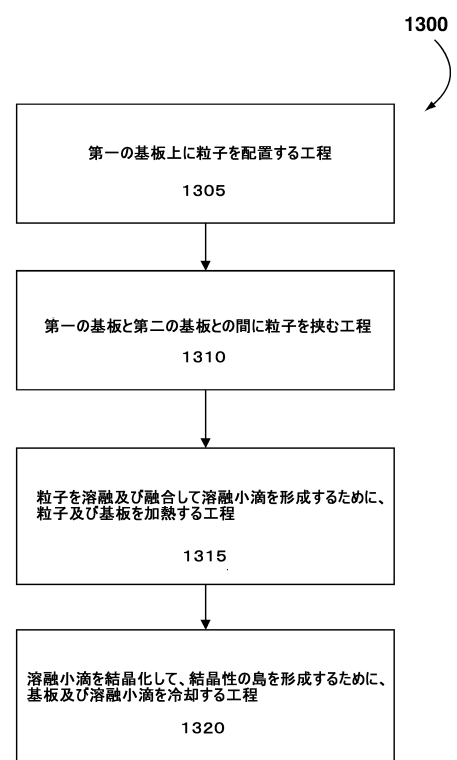 1300
第一の基板上に粒子を配置する工程
1305
第一の基板と第二の基板との間に粒子を挟む工程
1310
粒子を溶融及び融合して溶融小滴を形成するために、
粒子及び基板を加熱する工程
1315
溶融小滴を結晶化して、結晶性の島を形成するために、
基板及び溶融小滴を冷却する工程
1320